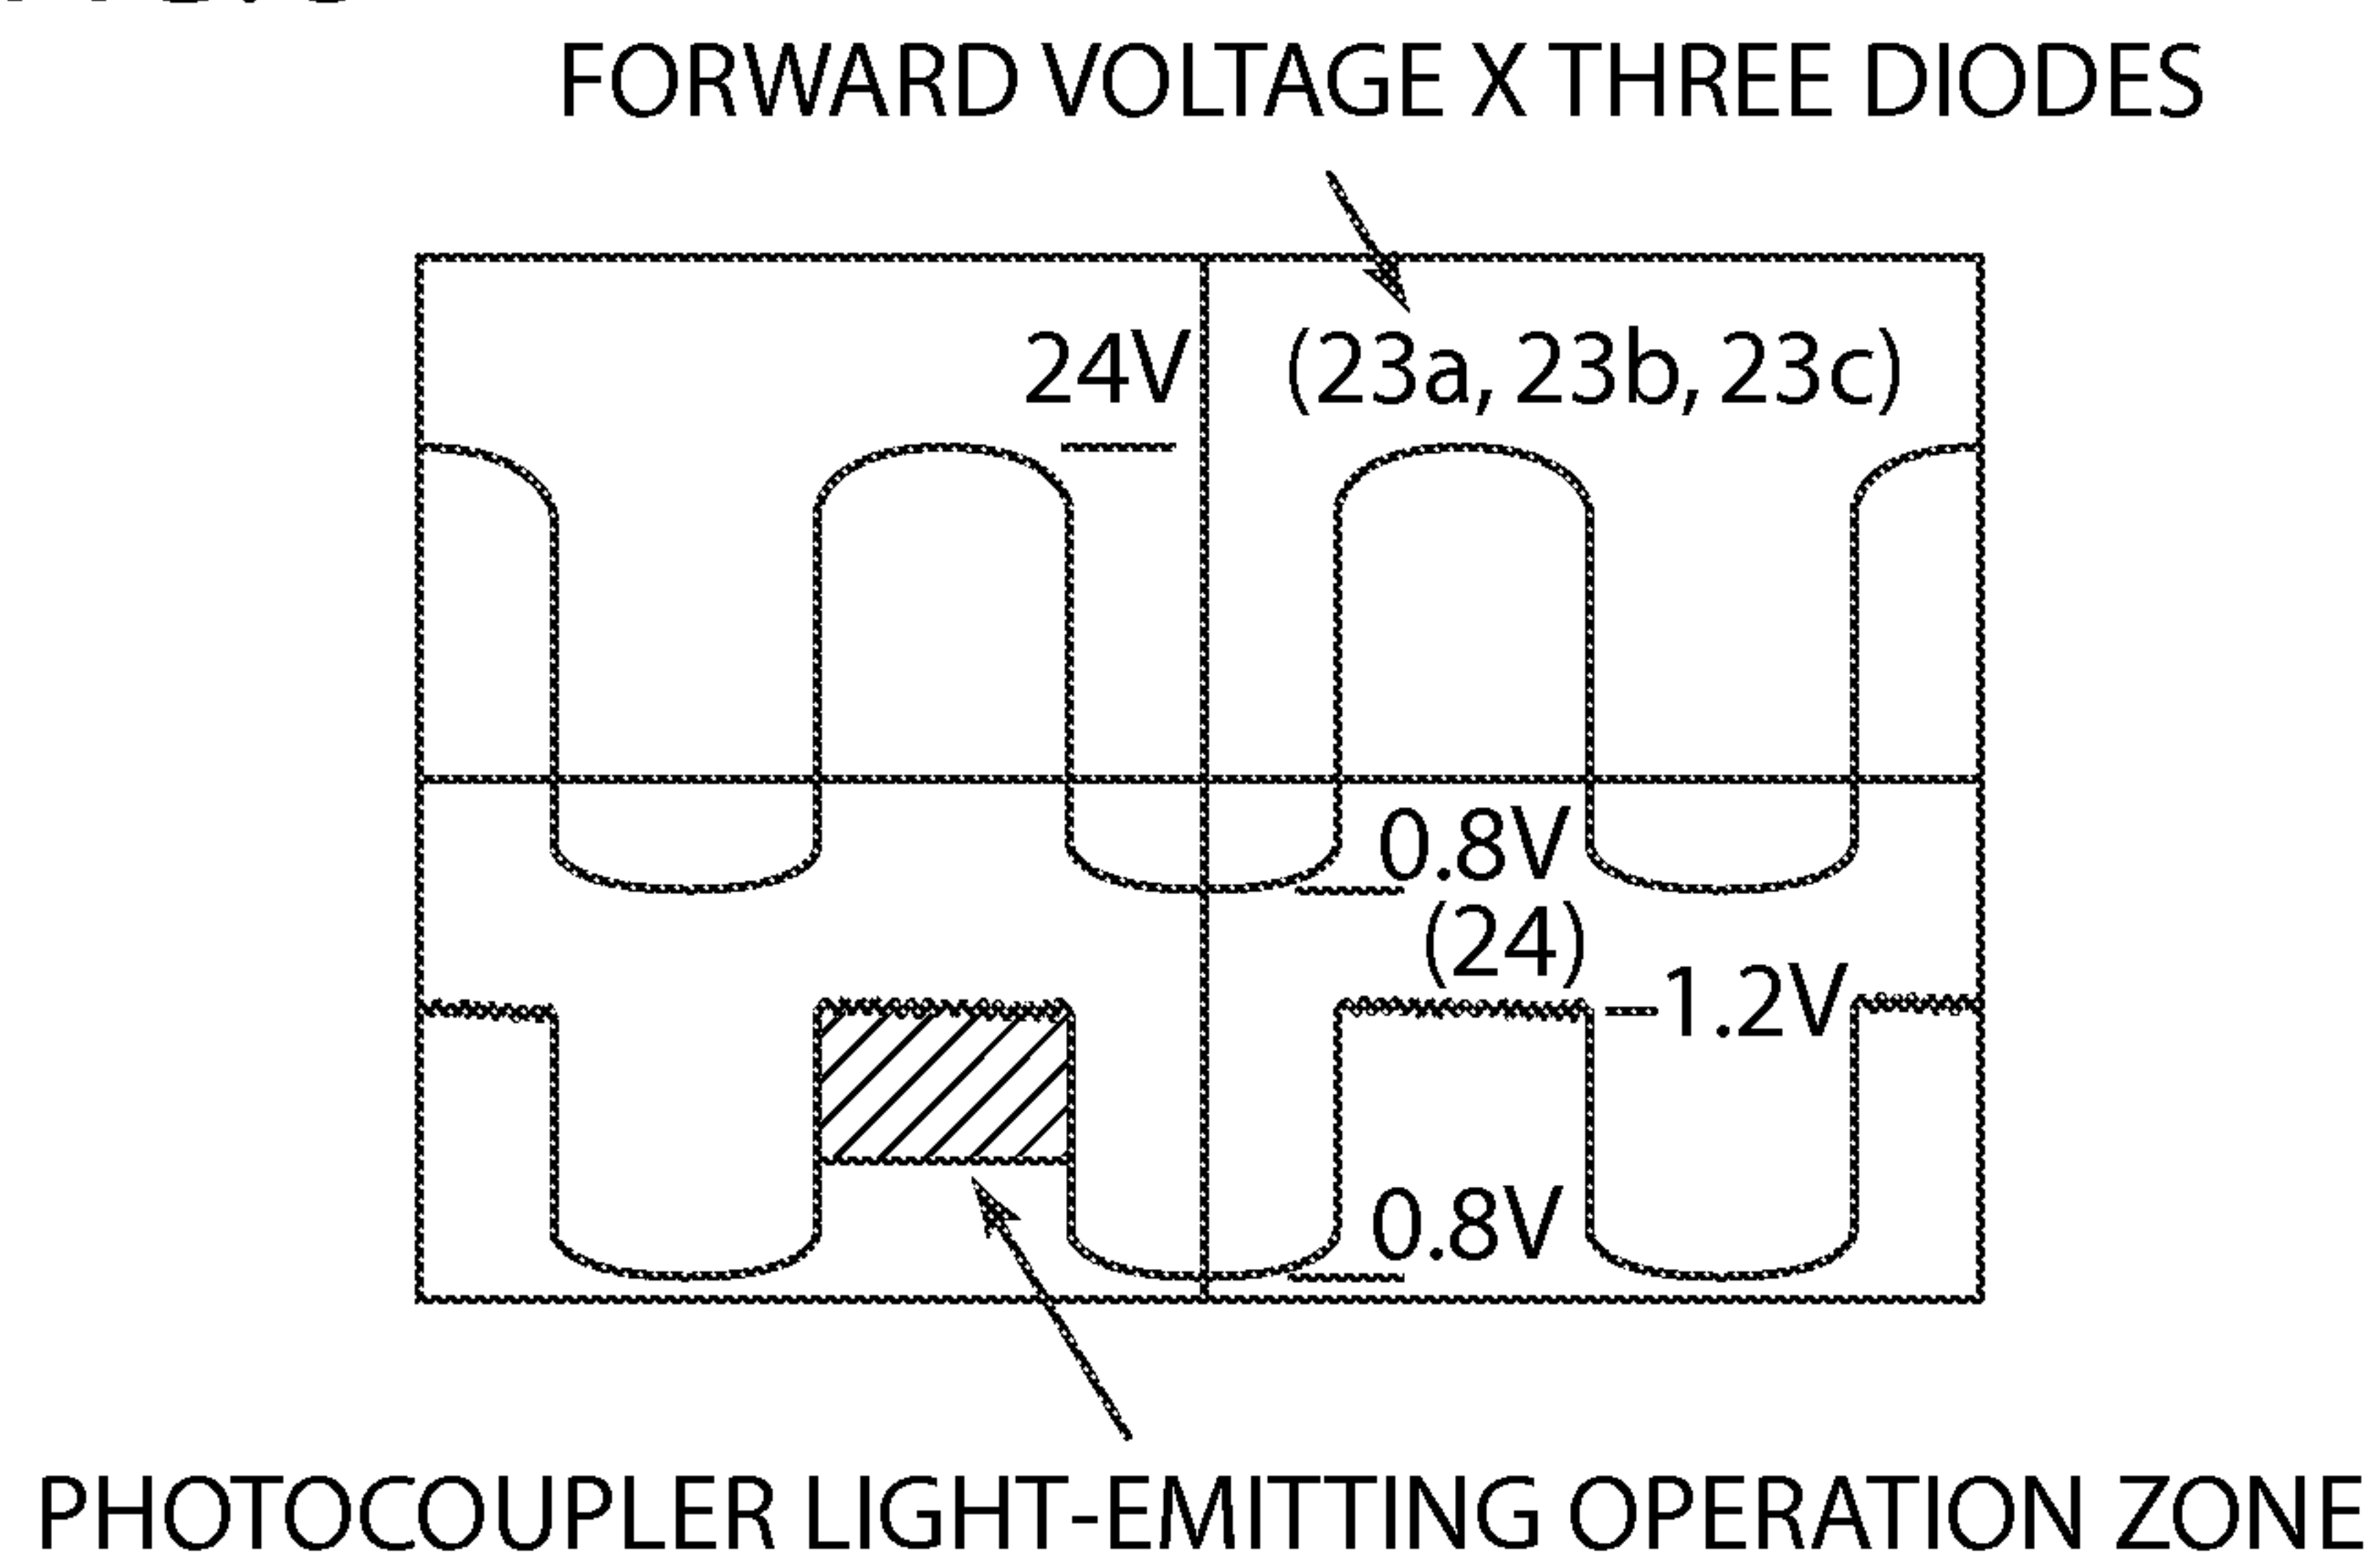 FORWARD VOLTAGE X THREE DIODES
24V (23a, 23b, 23c)
0.8V
(24)
–1.2V
0.8V
PHOTOCOUPLER LIGHT-EMITTING OPERATION ZONE